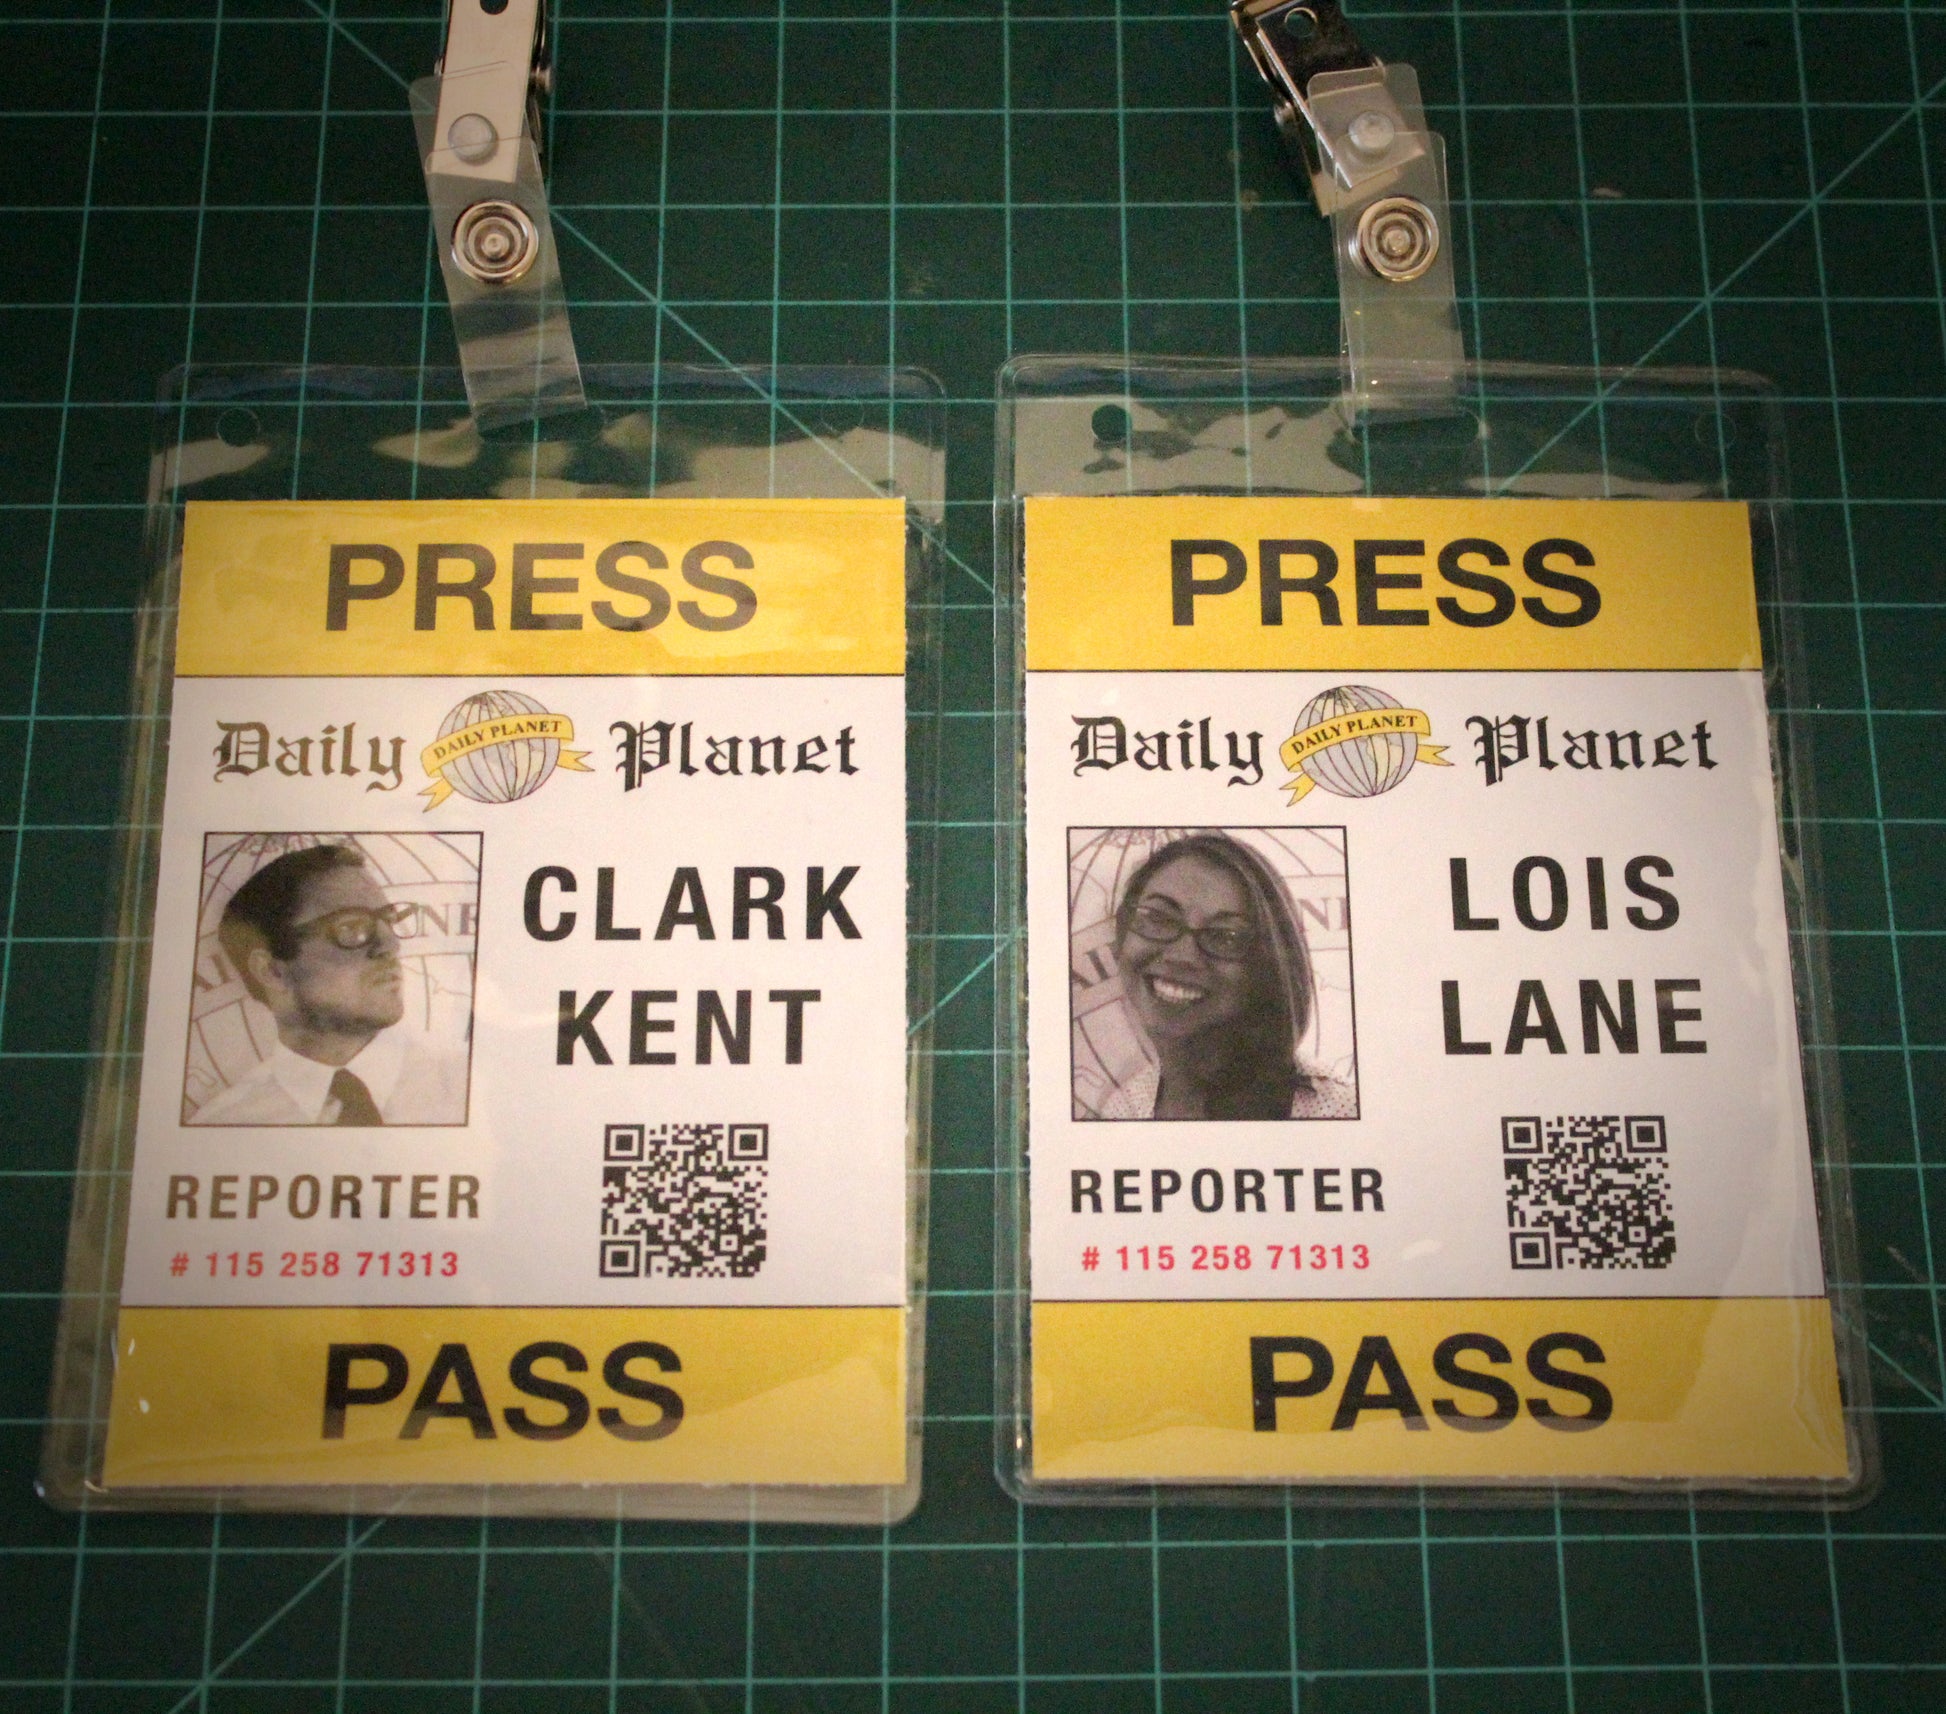 PRESS
Daily DAILY PLANET Planet
CLARK
KENT
REPORTER
# 115 258 71313
PASS
PRESS
Daily DAILY PLANET Planet
LOIS
LANE
REPORTER
# 115 258 71313
PASS